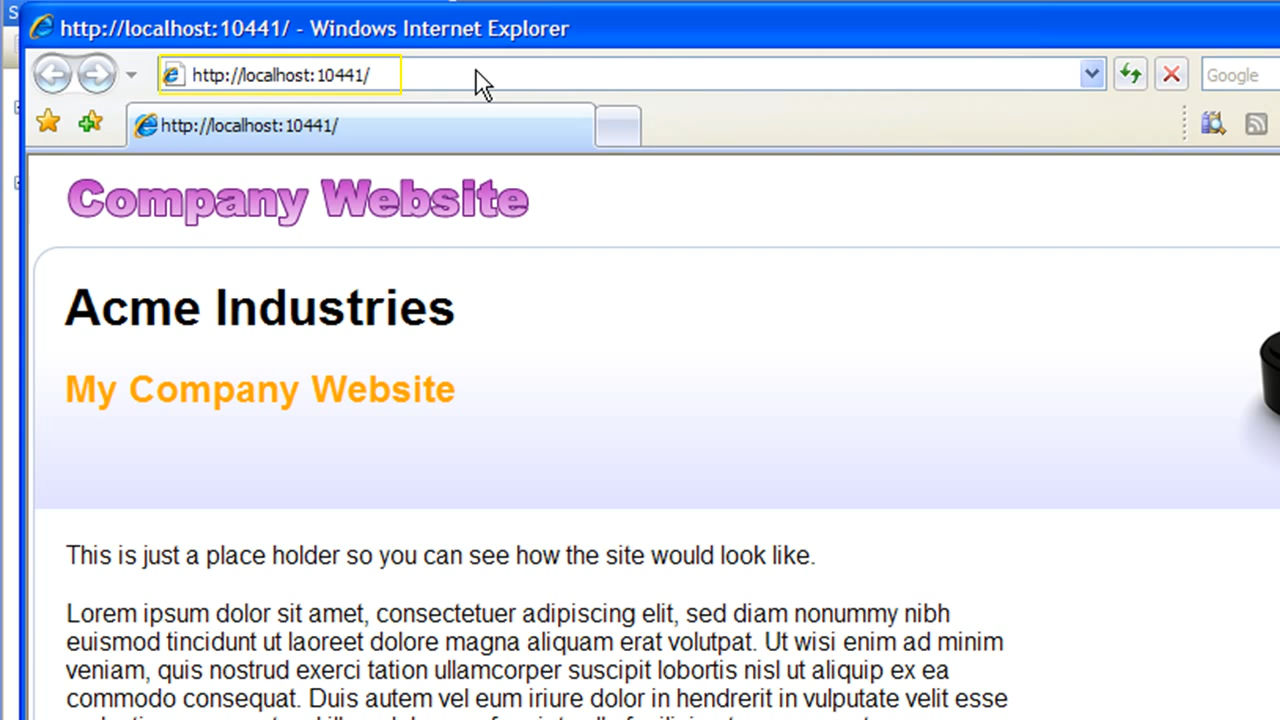 http://localhost:10441/ - Windows Internet Explorer
http://localhost:10441/
Google
http://localhost:10441/
Company Website
Acme Industries
My Company Website
This is just a place holder so you can see how the site would look like.
Lorem ipsum dolor sit amet, consectetuer adipiscing elit, sed diam nonummy nibh
euismod tincidunt ut laoreet dolore magna aliquam erat volutpat. Ut wisi enim ad minim
veniam, quis nostrud exerci tation ullamcorper suscipit lobortis nisl ut aliquip ex ea
commodo consequat. Duis autem vel eum iriure dolor in hendrerit in vulputate velit esse